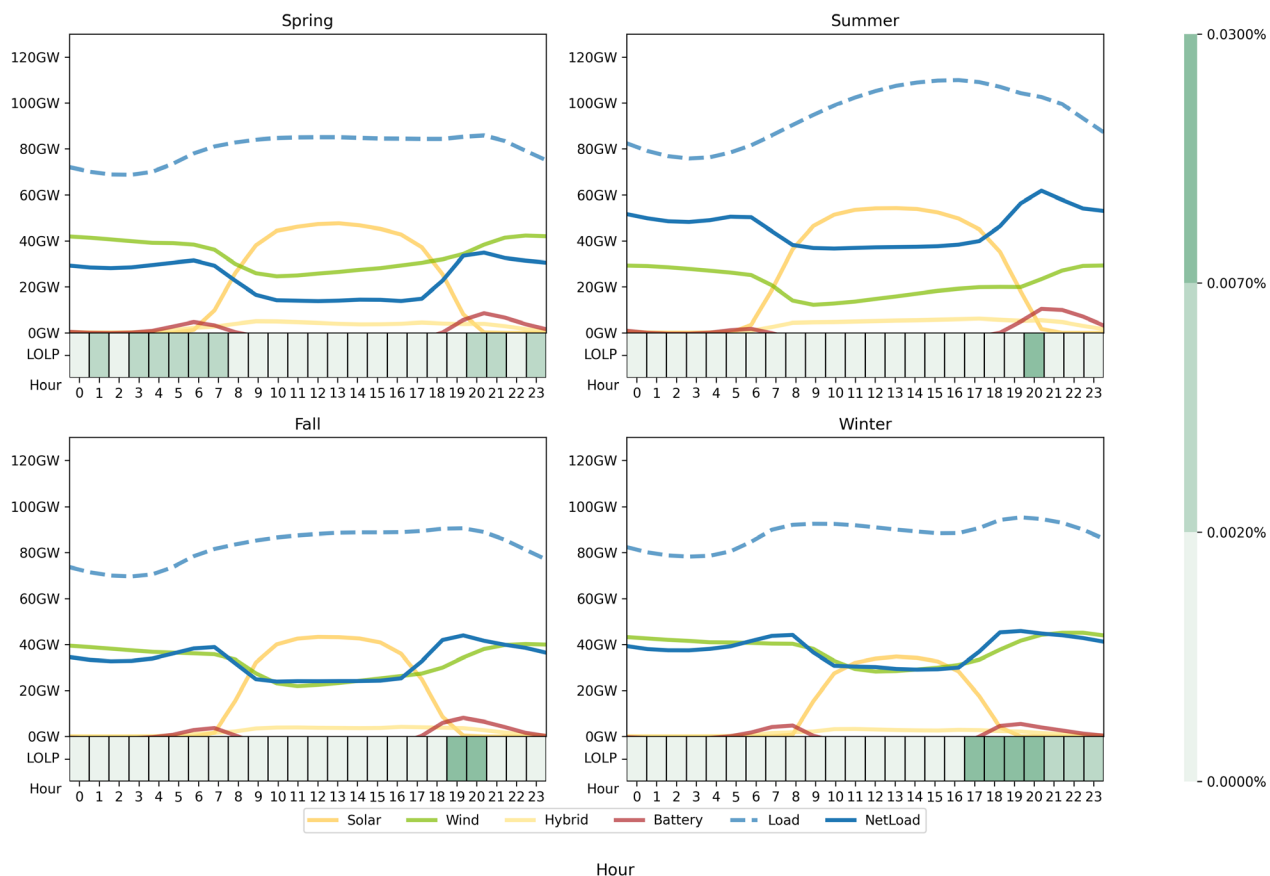 Spring
120GW
100GW
80GW
60GW
40GW
20GW
0GW
LOLP
Hour
0 1 2 3 4 5 6 7 8 9 10 11 12 13 14 15 16 17 18 19 20 21 22 23
Summer
120GW
100GW
80GW
60GW
40GW
20GW
0GW
LOLP
Hour
0 1 2 3 4 5 6 7 8 9 10 11 12 13 14 15 16 17 18 19 20 21 22 23
0.0300%
0.0070%
0.0020%
0.0000%
Fall
120GW
100GW
80GW
60GW
40GW
20GW
0GW
LOLP
Hour
0 1 2 3 4 5 6 7 8 9 10 11 12 13 14 15 16 17 18 19 20 21 22 23
Winter
120GW
100GW
80GW
60GW
40GW
20GW
0GW
LOLP
Hour
0 1 2 3 4 5 6 7 8 9 10 11 12 13 14 15 16 17 18 19 20 21 22 23
Solar Wind Hybrid Battery Load NetLoad
Hour